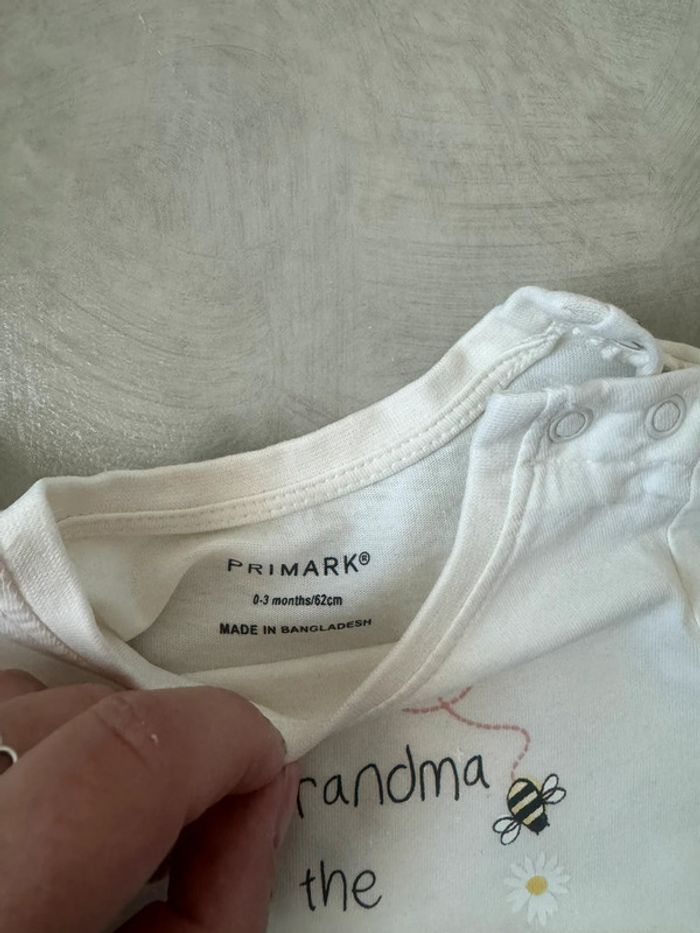 PRIMARK®
0-3 months/62cm
MADE IN BANGLADESH
randma
the